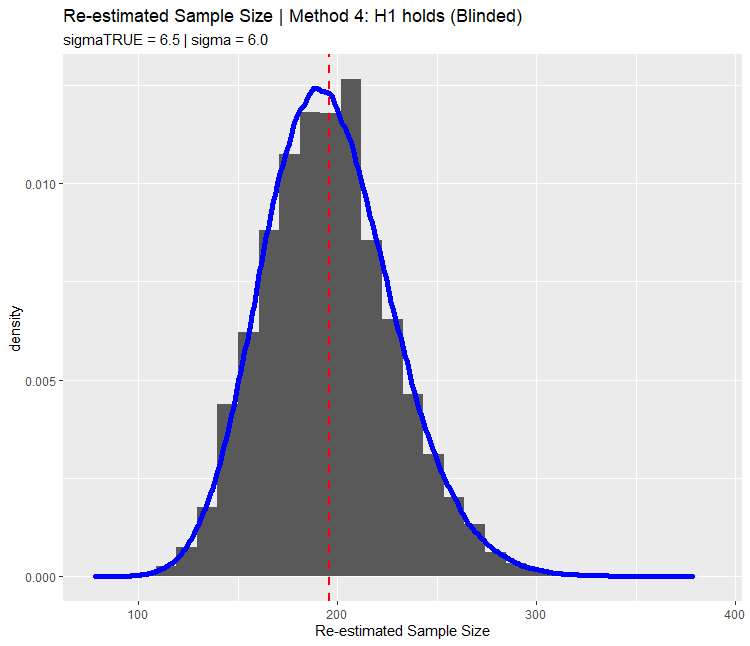 Re-estimated Sample Size | Method 4: H1 holds (Blinded)
sigmaTRUE = 6.5 | sigma = 6.0
density
0.010
0.005
0.000
100 200 300 400
Re-estimated Sample Size